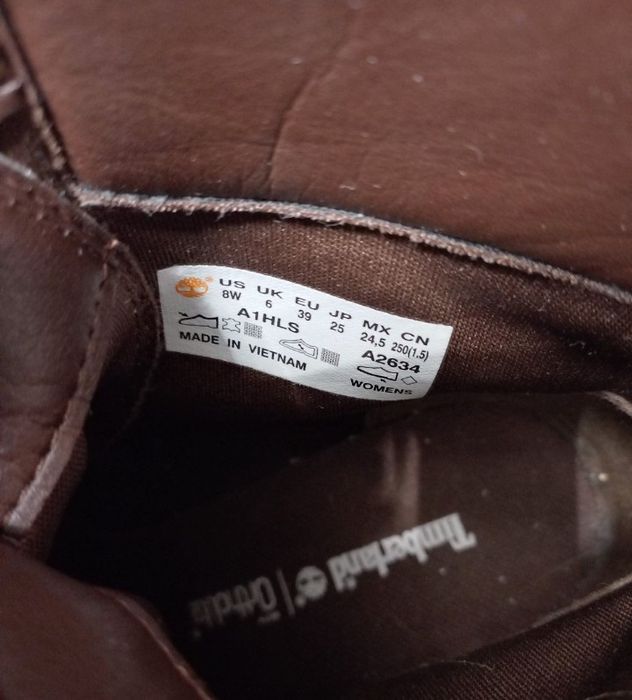 US UK EU JP MX CN
8W 6 39 25 24,5 250(1.5)
A1HLS A2634
MADE IN VIETNAM
WOMENS
Timberland